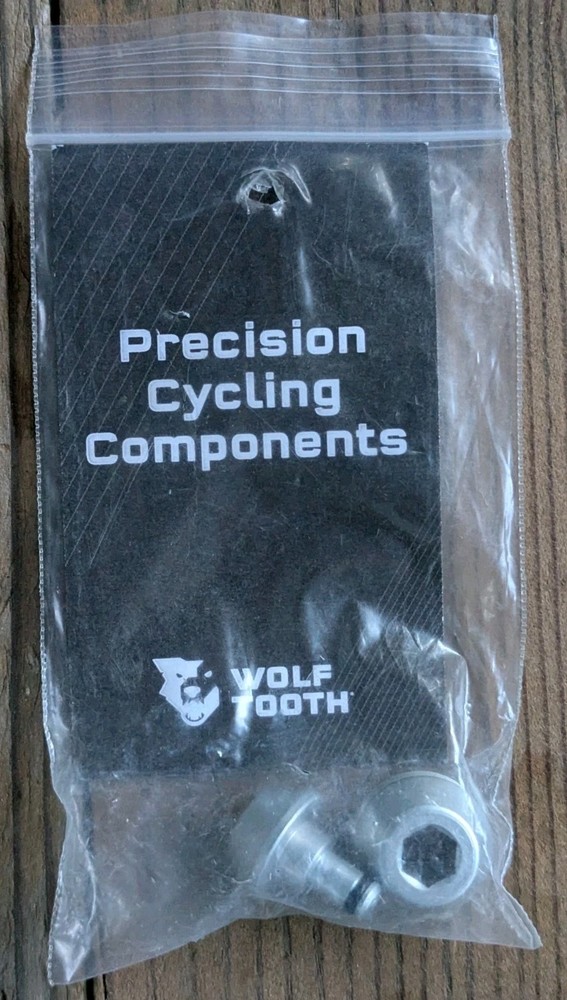 Precision
Cycling
Components
WOLF
TOOTH